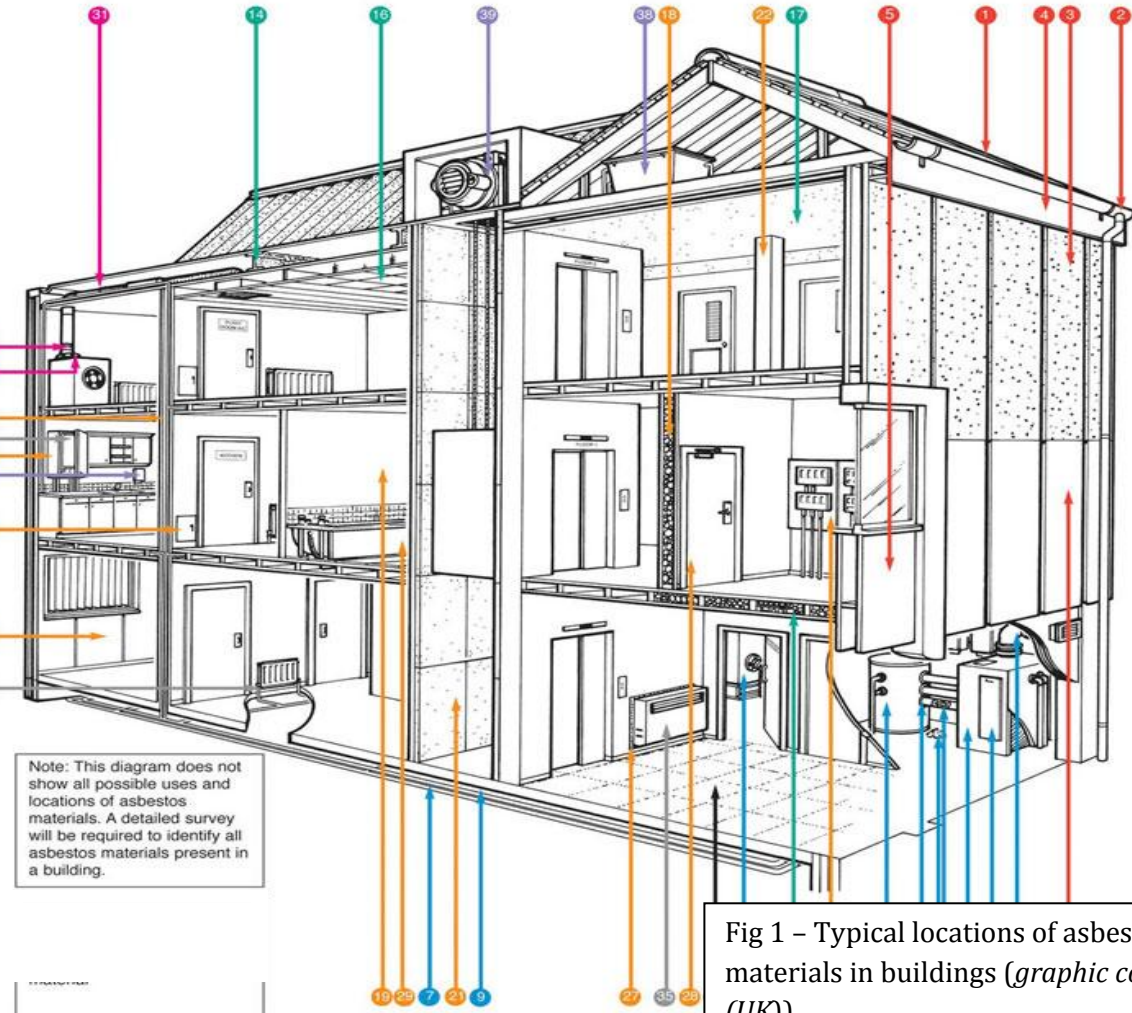 31
14
16
39
38
18
22
17
5
1
4
3
2
Note: This diagram does not
show all possible uses and
locations of asbestos
materials. A detailed survey
will be required to identify all
asbestos materials present in
a building.
19
29
7
21
9
27
35
28
Fig 1 – Typical locations of asbes
materials in buildings (graphic co
(UK))